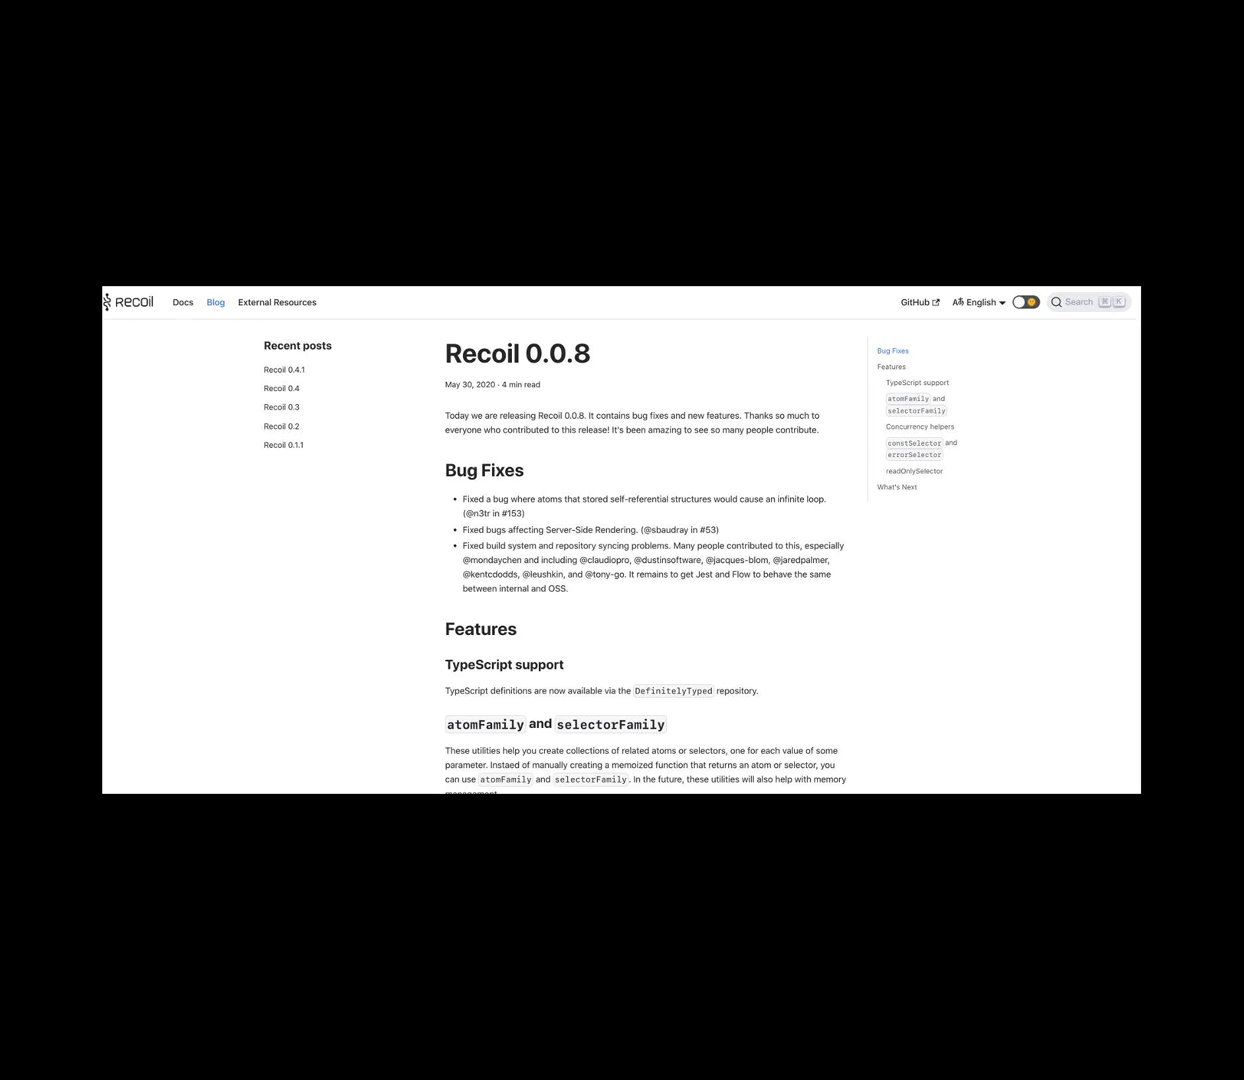 Recoil
Docs
Blog
External Resources
GitHub
English
Search ⌘ K
Recent posts
Recoil 0.4.1
Recoil 0.4
Recoil 0.3
Recoil 0.2
Recoil 0.1.1
Recoil 0.0.8
May 30, 2020 · 4 min read
Today we are releasing Recoil 0.0.8. It contains bug fixes and new features. Thanks so much to
everyone who contributed to this release! It's been amazing to see so many people contribute.
Bug Fixes
• Fixed a bug where atoms that stored self-referential structures would cause an infinite loop.
(@n3tr in #153)
• Fixed bugs affecting Server-Side Rendering. (@sbaudray in #53)
• Fixed build system and repository syncing problems. Many people contributed to this, especially
@mondaychen and including @claudiopro, @dustinsoftware, @jacques-blom, @jaredpalmer,
@kentcdodds, @leushkin, and @tony-go. It remains to get Jest and Flow to behave the same
between internal and OSS.
Features
TypeScript support
TypeScript definitions are now available via the DefinitelyTyped repository.
atomFamily and selectorFamily
These utilities help you create collections of related atoms or selectors, one for each value of some
parameter. Instaed of manually creating a memoized function that returns an atom or selector, you
can use atomFamily and selectorFamily. In the future, these utilities will also help with memory
management.
Bug Fixes
Features
TypeScript support
atomFamily and
selectorFamily
Concurrency helpers
constSelector and
errorSelector
readOnlySelector
What's Next